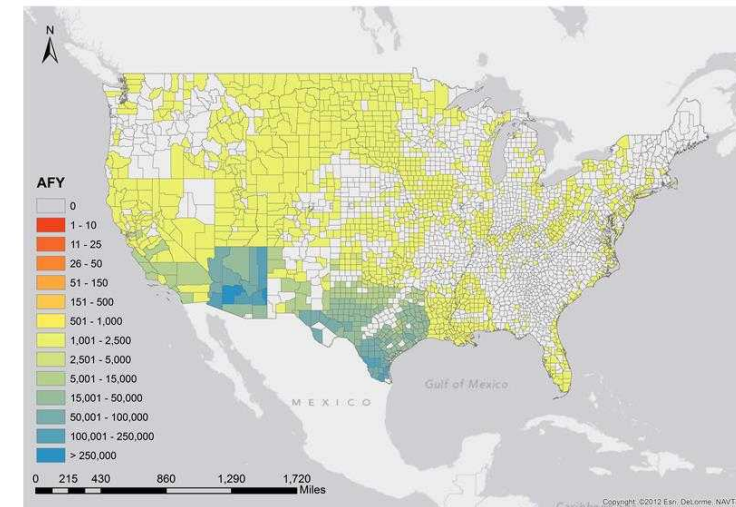 N
AFY
0
1 - 10
11 - 25
26 - 50
51 - 150
151 - 500
501 - 1,000
1,001 - 2,500
2,501 - 5,000
5,001 - 15,000
15,001 - 50,000
50,001 - 100,000
100,001 - 250,000
> 250,000
Gulf of Mexico
MEXICO
0 215 430 860 1,290 1,720
Miles
Copyright: ©2012 Esri, DeLorme, NAVT